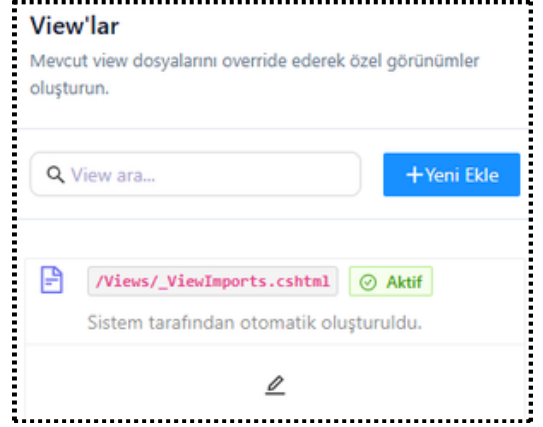 View'lar
Mevcut view dosyalarını override ederek özel görünümler
oluşturun.
View ara...
+Yeni Ekle
/Views/_ViewImports.cshtml
Aktif
Sistem tarafından otomatik oluşturuldu.